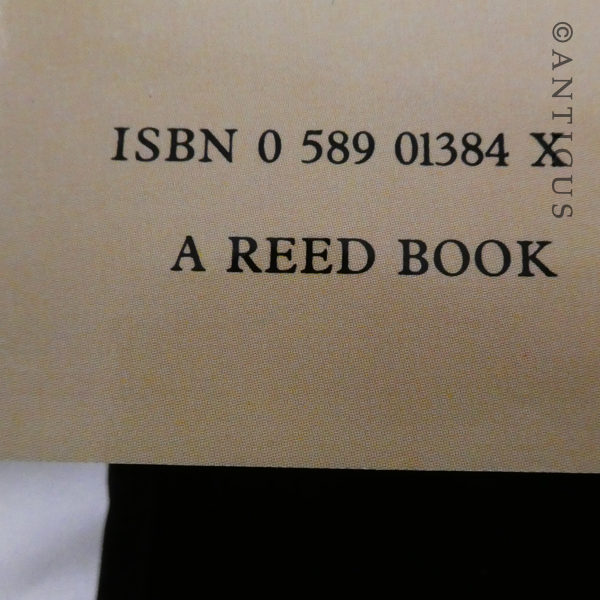 ISBN 0 589 01384 X
A REED BOOK
© ANTIQUS